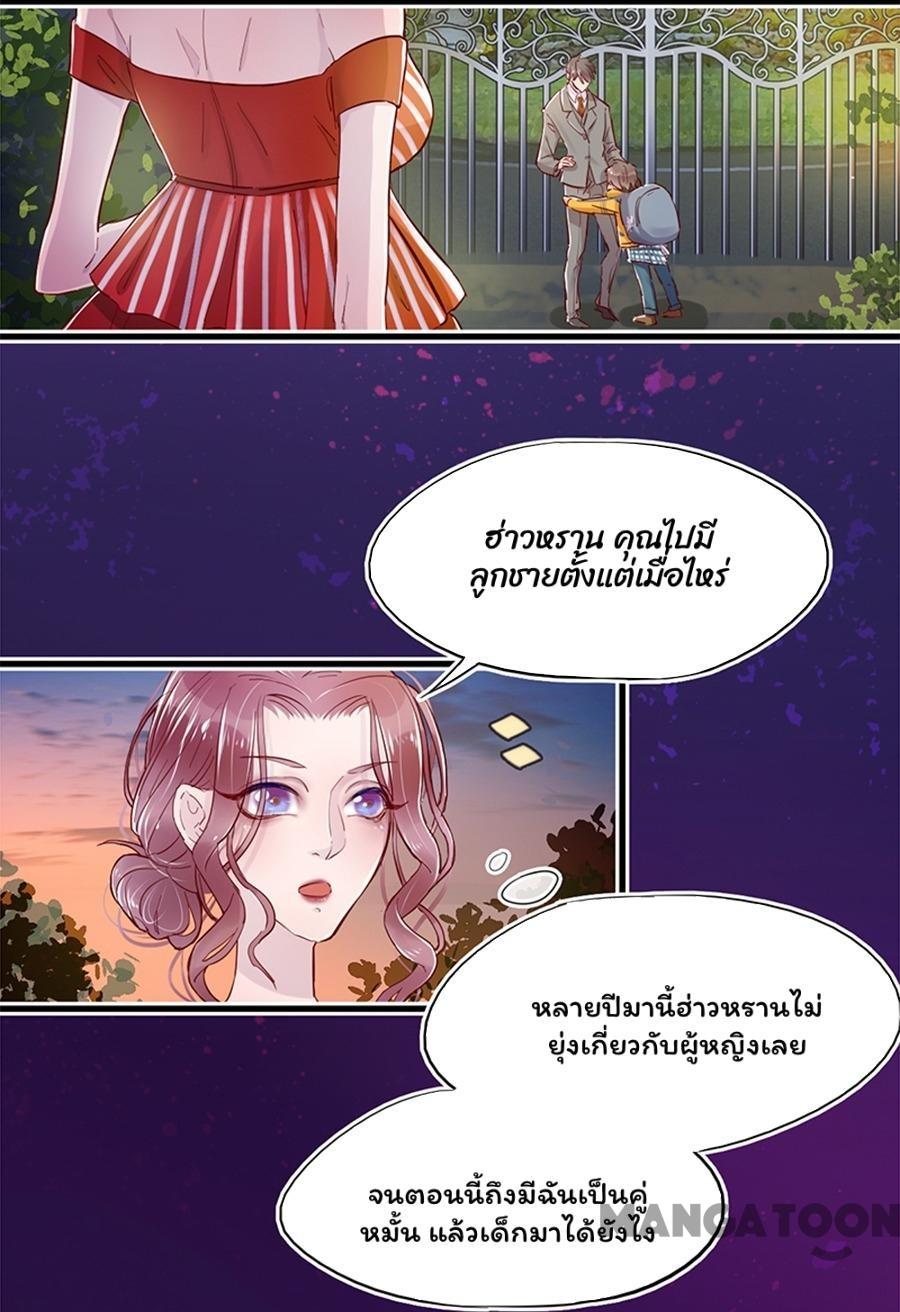 ฮ่าวหราน คุณไปมี
ลูกชายตั้งแต่เมื่อไหร่
หลายปีมานี้ฮ่าวหรานไม่
ยุ่งเกี่ยวกับผู้หญิงเลย
จนตอนนี้ถึงมีฉันเป็นคู่
หมั้น แล้วเด็กมาได้ยังไง
MANGATOON